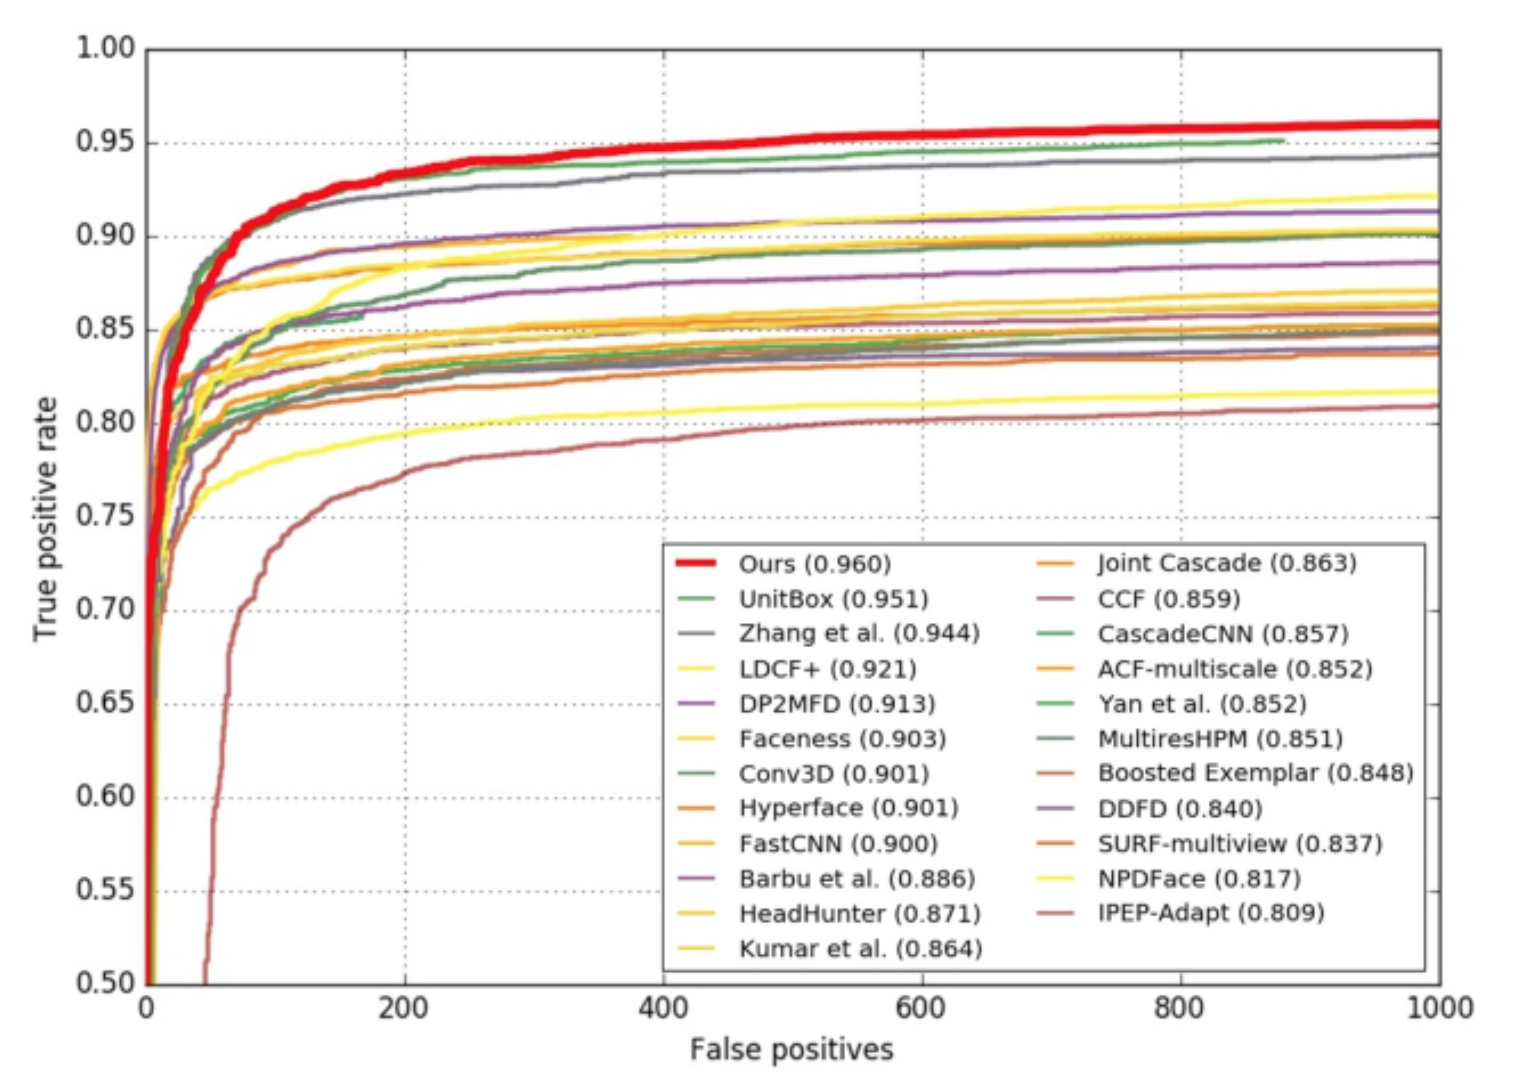 1.00
0.95
0.90
0.85
0.80
0.75
0.70
0.65
0.60
0.55
0.50
True positive rate
0 200 400 600 800 1000
False positives
Ours (0.960)
UnitBox (0.951)
Zhang et al. (0.944)
LDCF+ (0.921)
DP2MFD (0.913)
Faceness (0.903)
Conv3D (0.901)
Hyperface (0.901)
FastCNN (0.900)
Barbu et al. (0.886)
HeadHunter (0.871)
Kumar et al. (0.864)
Joint Cascade (0.863)
CCF (0.859)
CascadeCNN (0.857)
ACF-multiscale (0.852)
Yan et al. (0.852)
MultiresHPM (0.851)
Boosted Exemplar (0.848)
DDFD (0.840)
SURF-multiview (0.837)
NPDFace (0.817)
IPEP-Adapt (0.809)